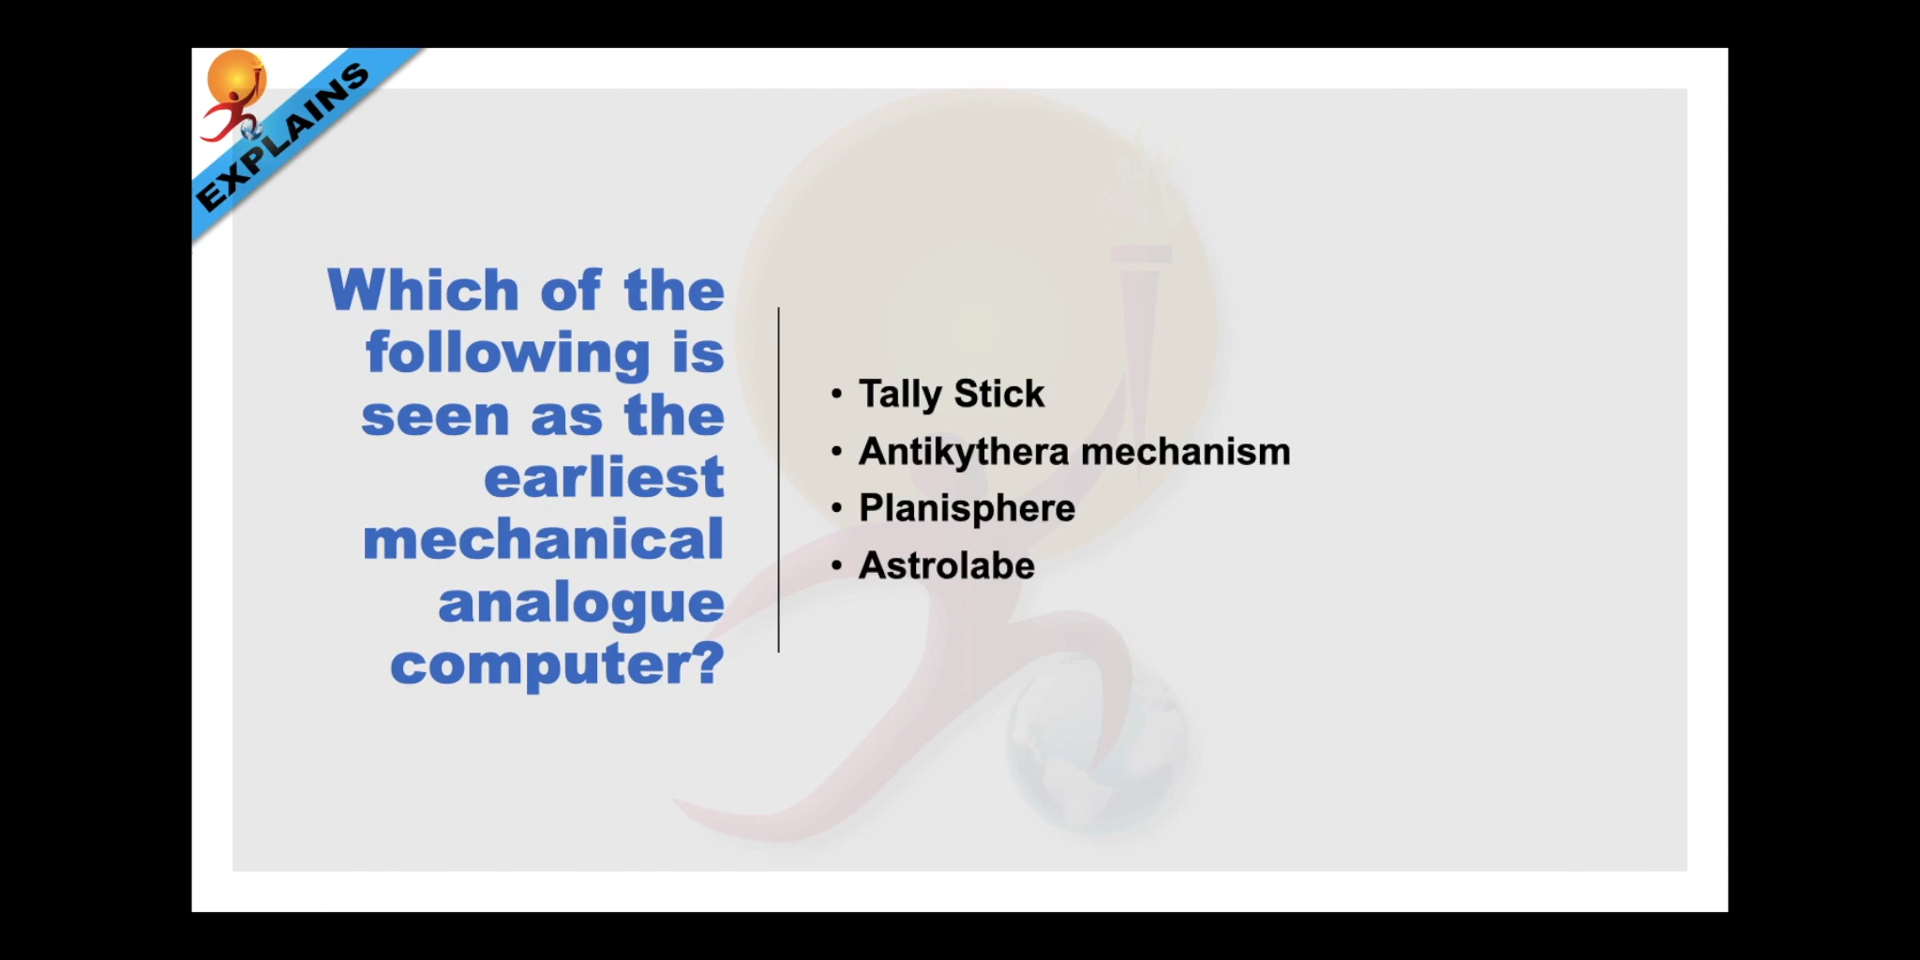 EXPLAINS
Which of the
following is
seen as the
earliest
mechanical
analogue
computer?
• Tally Stick
• Antikythera mechanism
• Planisphere
• Astrolabe